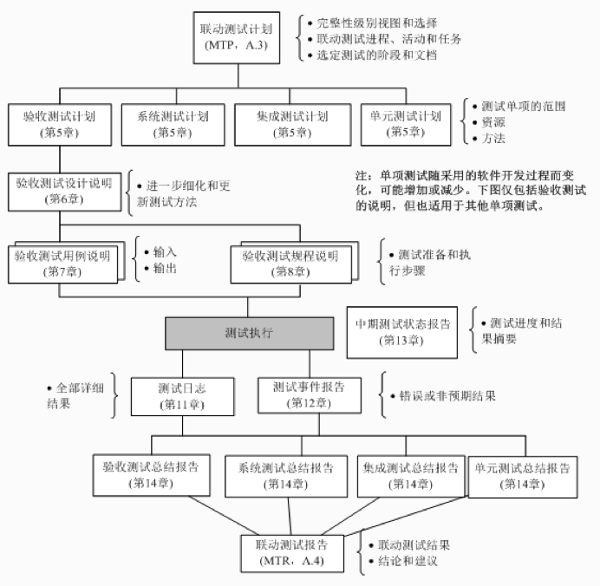 联动测试计划
(MTP，A.3)
• 完整性级别视图和选择
• 联动测试进程、活动和任务
• 选定测试的阶段和文档
验收测试计划
(第5章)
系统测试计划
(第5章)
集成测试计划
(第5章)
单元测试计划
(第5章)
• 测试单项的范围
• 资源
• 方法
验收测试设计说明
(第6章)
• 进一步细化和更
新测试方法
注：单项测试随采用的软件开发过程而变
化，可能增加或减少。下图仅包括验收测试
的说明，但也适用于其他单项测试。
验收测试用例说明
(第7章)
• 输入
• 输出
验收测试规程说明
(第8章)
• 测试准备和执
行步骤
测试执行
中期测试状态报告
(第13章)
• 测试进度和结
果摘要
• 全部详细
结果
测试日志
(第11章)
测试事件报告
(第12章)
• 错误或非预期结果
验收测试总结报告
(第14章)
系统测试总结报告
(第14章)
集成测试总结报告
(第14章)
单元测试总结报告
(第14章)
联动测试报告
(MTR，A.4)
• 联动测试结果
• 结论和建议